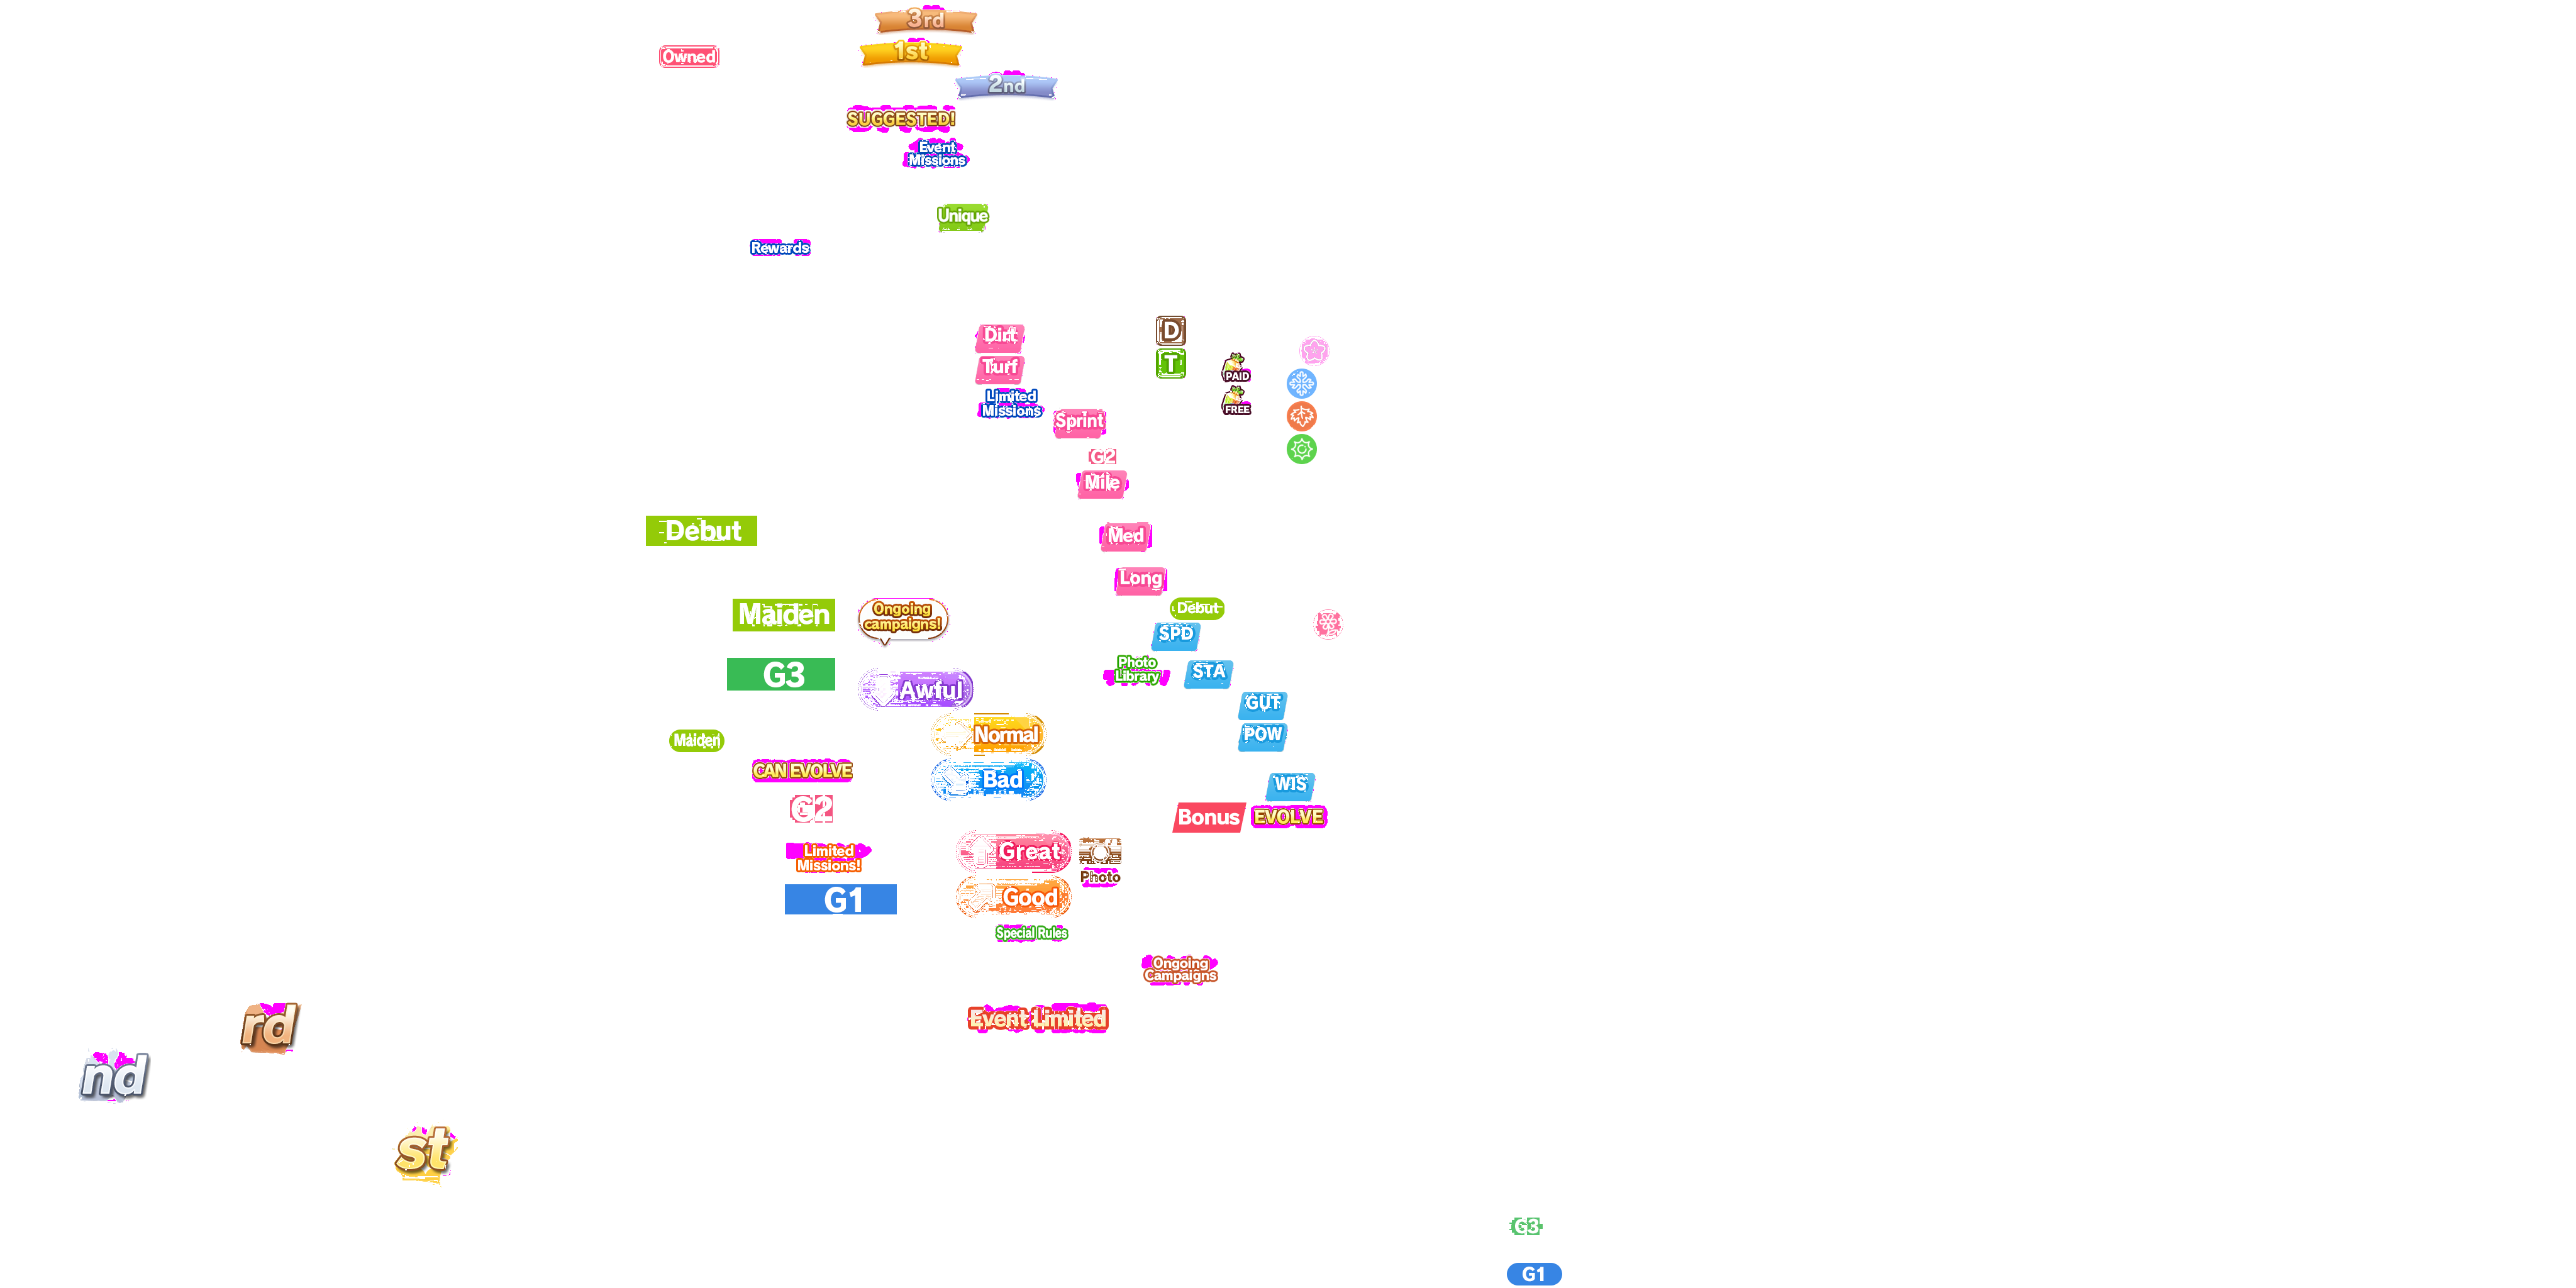 3rd
Owned
1st
2nd
SUGGESTED!
Event
Missions
Unique
Rewards
D
Dirt
T
Turf
PAID
Limited
Missions
FREE
Sprint
G2
Mile
Debut
Med
Long
Debut
Maiden
Ongoing
campaigns!
SPD
Photo
Library
G3
STA
Awful
GUT
Normal
POW
Maiden
CAN EVOLVE
Bad
WIS
G2
Bonus
EVOLVE
Limited
Missions!
Great
Photo
G1
Good
Special Rules
Ongoing
Campaigns
Event Limited
rd
nd
st
G3
G1